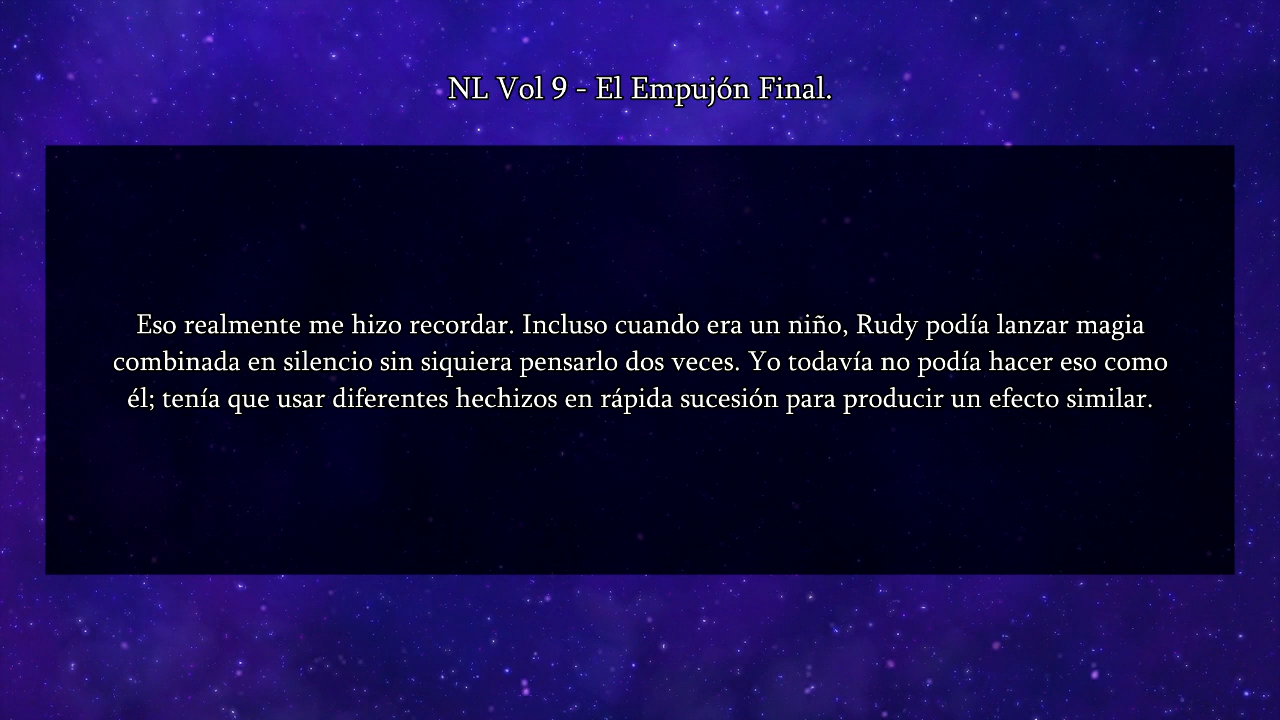 NL Vol 9 - El Empujón Final.
Eso realmente me hizo recordar. Incluso cuando era un niño, Rudy podía lanzar magia
combinada en silencio sin siquiera pensarlo dos veces. Yo todavía no podía hacer eso como
él; tenía que usar diferentes hechizos en rápida sucesión para producir un efecto similar.